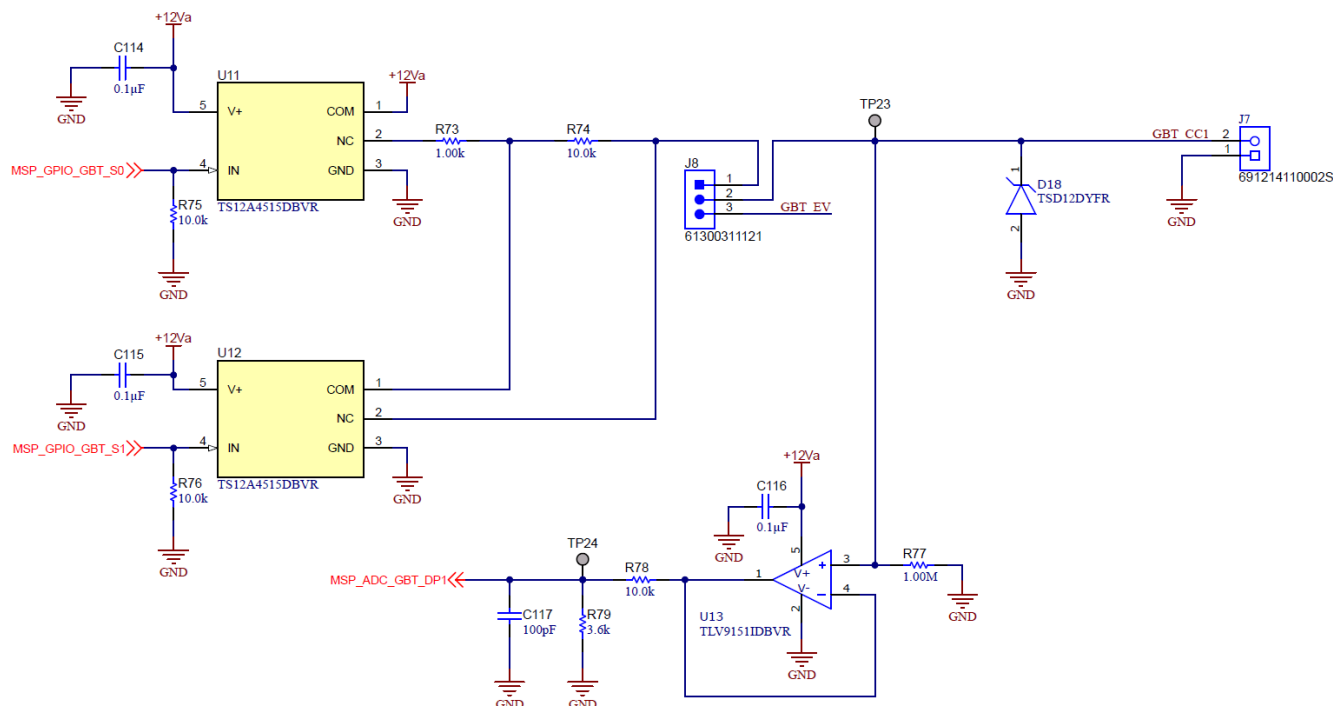 +12Va
C114
0.1µF
GND
U11
5
V+
COM
1
+12Va
NC
2
GND
3
GND
MSP_GPIO_GBT_S0
4
IN
TS12A4515DBVR
R75
10.0k
GND
R73
1.00k
R74
10.0k
J8
1
2
3
GBT_EV
61300311121
TP23
1
D18
TSD12DYFR
2
GND
GBT_CC1
J7
2
1
691214110002S
GND
+12Va
C115
0.1µF
GND
U12
5
V+
COM
1
NC
2
GND
3
GND
MSP_GPIO_GBT_S1
4
IN
TS12A4515DBVR
R76
10.0k
GND
+12Va
C116
0.1µF
GND
TP24
MSP_ADC_GBT_DP1
R78
10.0k
1
5
V+
V-
2
+
3
-
4
R77
1.00M
GND
U13
TLV9151IDBVR
GND
C117
100pF
GND
R79
3.6k
GND